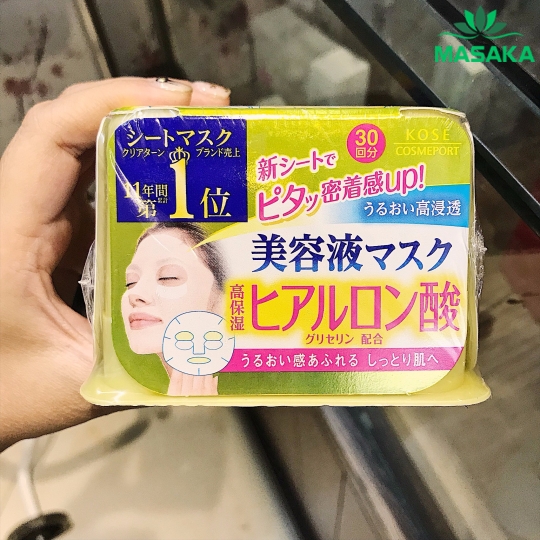 MASAKA
シートマスク
クリアターン ブランド売上
11年間
第1位
30
回分
KOSÉ
COSMEPORT
新シートで
ピタッ密着感up!
うるおい高浸透
美容液マスク
高保湿
ヒアルロン酸
グリセリン 配合
うるおい感あふれる しっとり肌へ